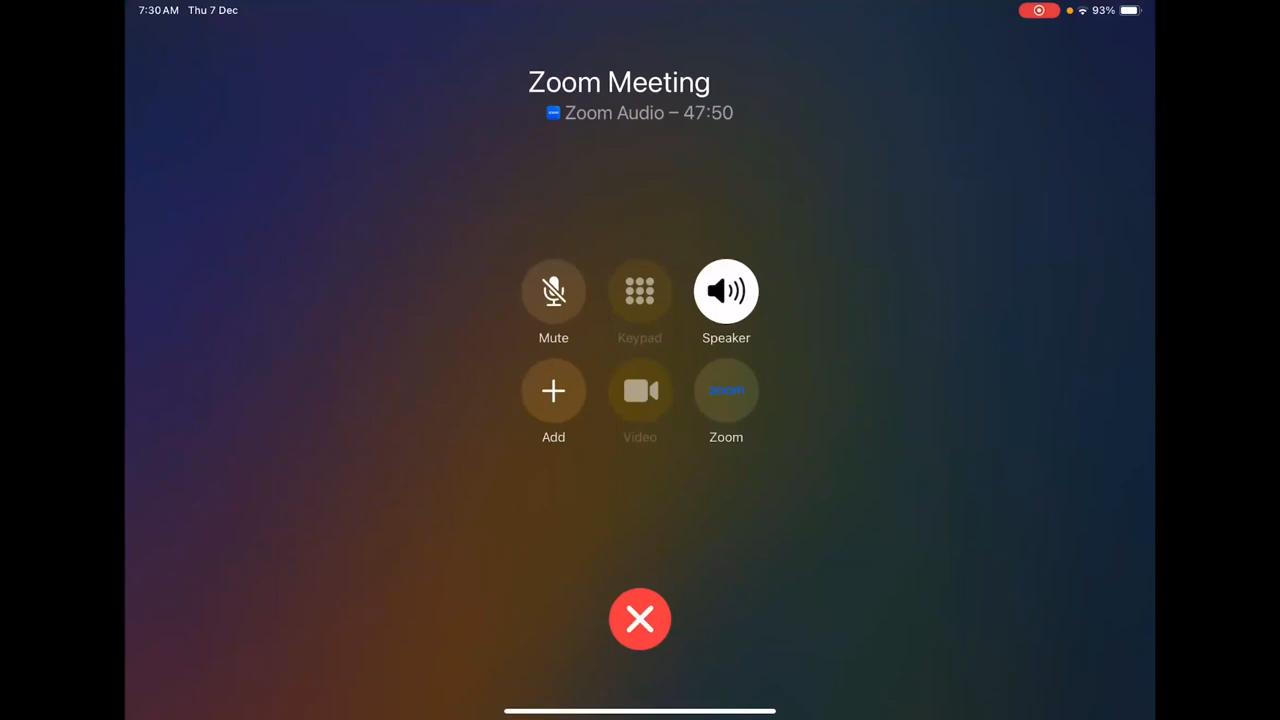 7:30 AM Thu 7 Dec
93%
Zoom Meeting
Zoom Audio – 47:50
Mute
Keypad
Speaker
zoom
Add
Video
Zoom